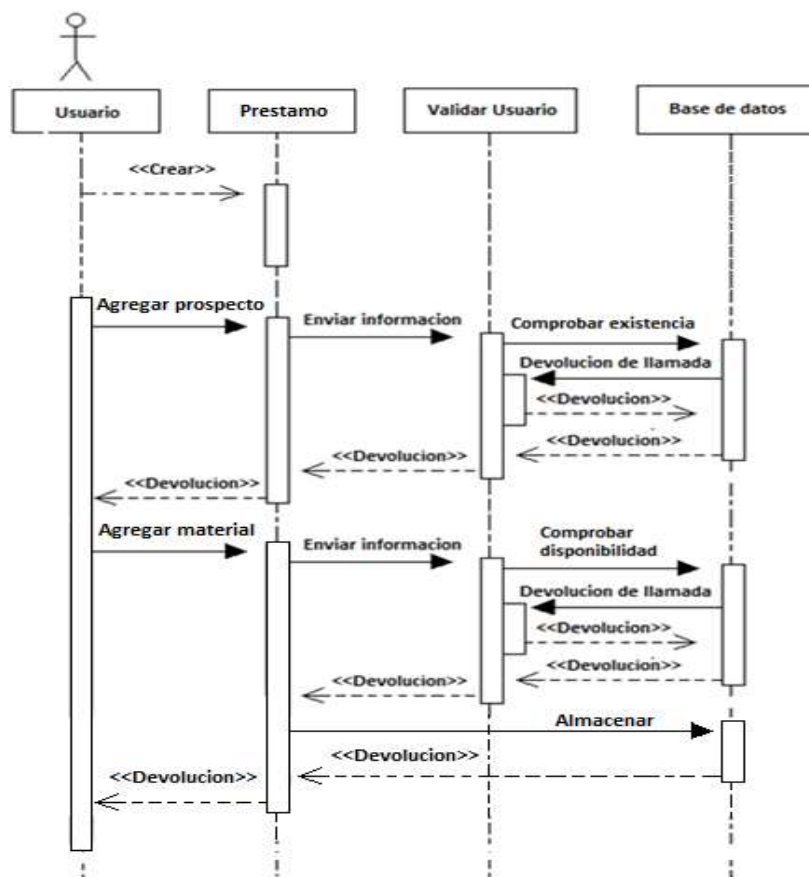 Usuario
Prestamo
Validar Usuario
Base de datos
<<Crear>>
Agregar prospecto
Enviar informacion
Comprobar existencia
Devolucion de llamada
<<Devolucion>>
<<Devolucion>>
<<Devolucion>>
<<Devolucion>>
Agregar material
Enviar informacion
Comprobar
disponibilidad
Devolucion de llamada
<<Devolucion>>
<<Devolucion>>
<<Devolucion>>
Almacenar
<<Devolucion>>
<<Devolucion>>